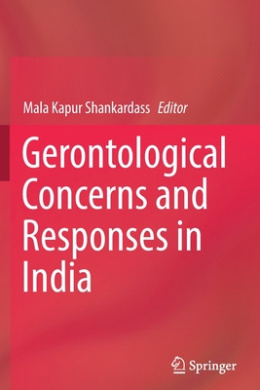 Mala Kapur Shankardass Editor
Gerontological
Concerns and
Responses in
India
Springer